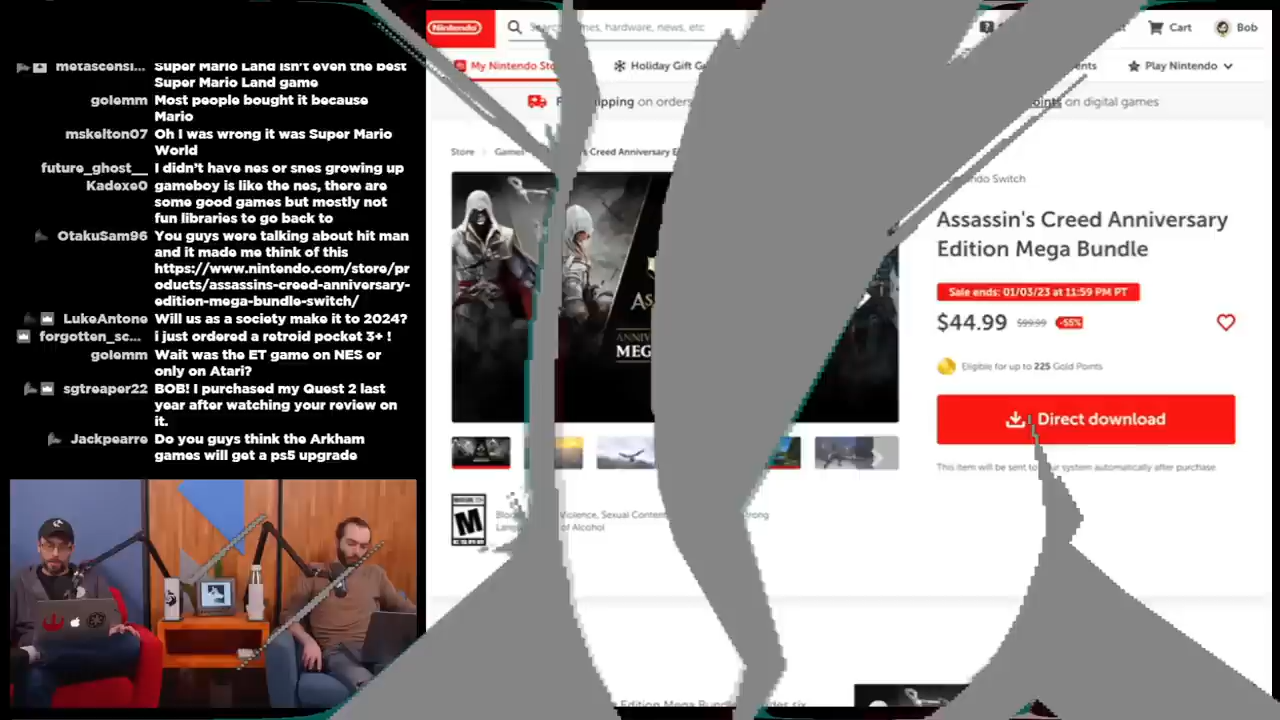 metascensi... Super Mario Land isn't even the best
Super Mario Land game
golemm Most people bought it because
Mario
mskelton07 Oh I was wrong it was Super Mario
World
future_ghost__ I didn't have nes or snes growing up
Kadexe0 gameboy is like the nes, there are
some good games but mostly not
fun libraries to go back to
OtakuSam96 You guys were talking about hit man
and it made me think of this
https://www.nintendo.com/store/pr
oducts/assassins-creed-anniversary-
edition-mega-bundle-switch/
LukeAntone Will us as a society make it to 2024?
forgotten_sc... i just ordered a retroid pocket 3+ !
golemm Wait was the ET game on NES or
only on Atari?
sgtreaper22 BOB! I purchased my Quest 2 last
year after watching your review on
it.
Jackpearre Do you guys think the Arkham
games will get a ps5 upgrade
Nintendo
hardware, news, etc
Cart
Bob
My Nintendo
Holiday Gift
Play Nintendo
on orders
on digital games
Store
Games
Creed Anniversary
Switch
Assassin's Creed Anniversary
Edition Mega Bundle
Sale ends: 01/03/23 at 11:59 PM PT
$44.99 $99.99 -55%
Eligible for up to 225 Gold Points
Direct download
This item will be sent to system automatically after purchase.
M
Violence, Sexual
of Alcohol
Edition Mega